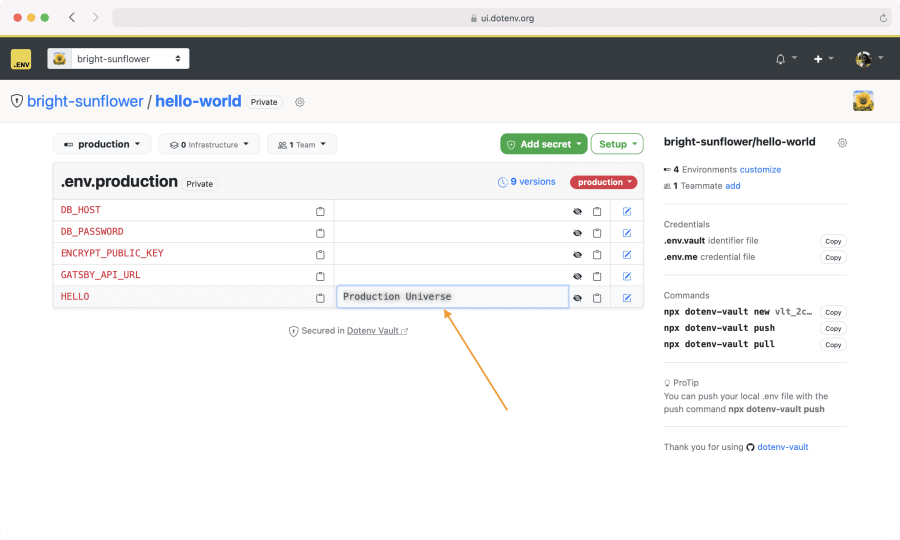 ui.dotenv.org
.ENV
bright-sunflower
bright-sunflower / hello-world Private
production
0 Infrastructure
1 Team
Add secret
Setup
.env.production Private
9 versions
production
DB_HOST
DB_PASSWORD
ENCRYPT_PUBLIC_KEY
GATSBY_API_URL
HELLO
Production Universe
Secured in Dotenv Vault
bright-sunflower/hello-world
4 Environments customize
1 Teammate add
Credentials
.env.vault identifier file Copy
.env.me credential file Copy
Commands
npx dotenv-vault new vlt_2c… Copy
npx dotenv-vault push Copy
npx dotenv-vault pull Copy
ProTip
You can push your local .env file with the
push command npx dotenv-vault push
Thank you for using dotenv-vault